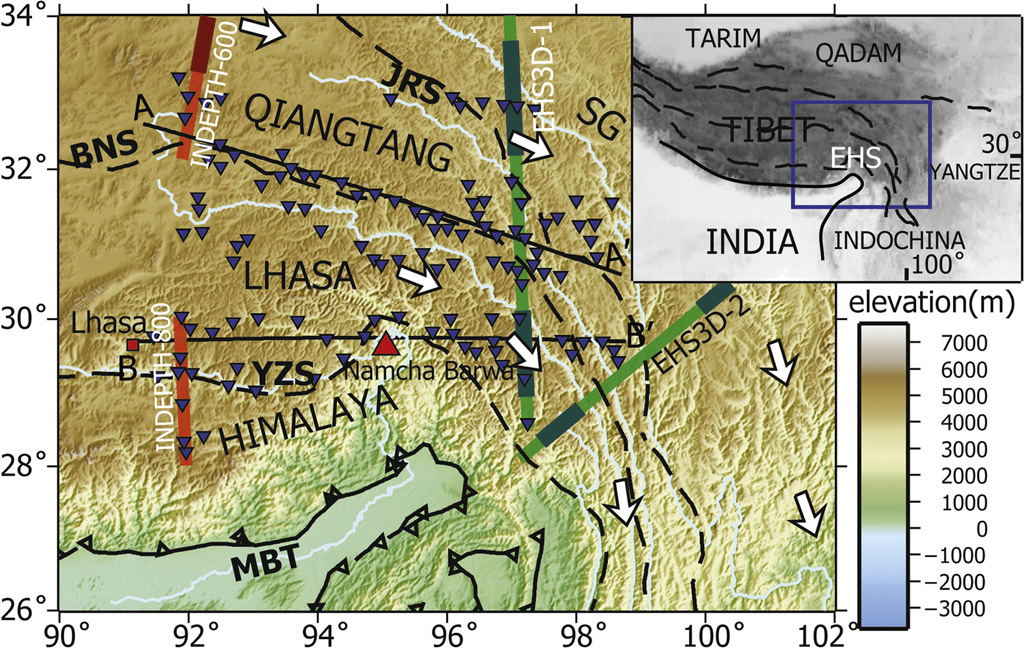 34°
32°
30°
28°
26°
90°
92°
94°
96°
98°
100°
102°
INDEPTH-600
EHS3D-1
JRS
SG
A
QIANGTANG
BNS
A'
LHASA
Lhasa
INDEPTH-800
B
B'
YZS
Namcha Barwa
EHS3D-2
HIMALAYA
MBT
TARIM
QADAM
TIBET
EHS
30°
YANGTZE
INDIA
INDOCHINA
100°
elevation(m)
7000
6000
5000
4000
3000
2000
1000
0
−1000
−2000
−3000